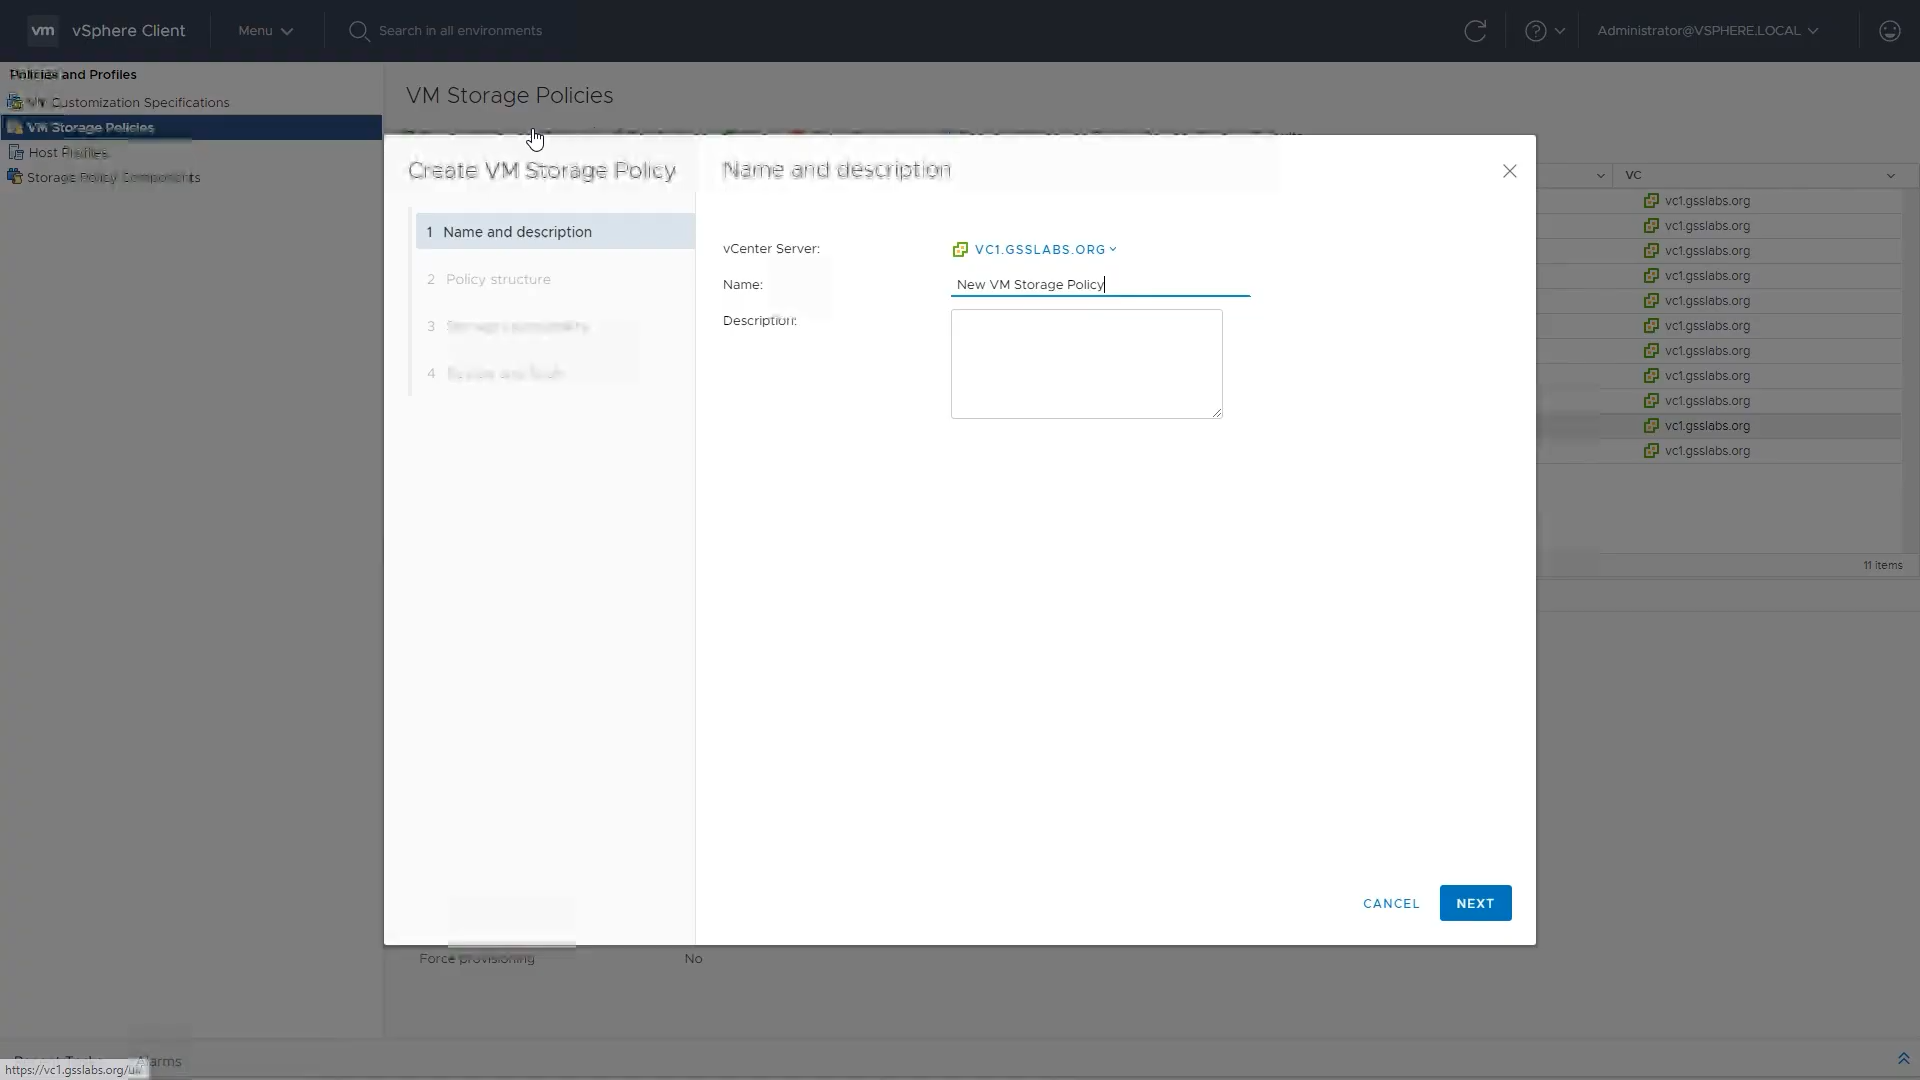 vm vSphere Client Menu Search in all environments Administrator@VSPHERE.LOCAL
Policies and Profiles
VM Customization Specifications
VM Storage Policies
Host Profiles
Storage Policy Components
VM Storage Policies
VC
vc1.gsslabs.org
vc1.gsslabs.org
vc1.gsslabs.org
vc1.gsslabs.org
vc1.gsslabs.org
vc1.gsslabs.org
vc1.gsslabs.org
vc1.gsslabs.org
vc1.gsslabs.org
vc1.gsslabs.org
vc1.gsslabs.org
11 items
Create VM Storage Policy
1 Name and description
2 Policy structure
3
4
Name and description
vCenter Server: VC1.GSSLABS.ORG
Name: New VM Storage Policy
Description:
CANCEL NEXT
Force provisioning No
Alarms
https://vc1.gsslabs.org/ui/